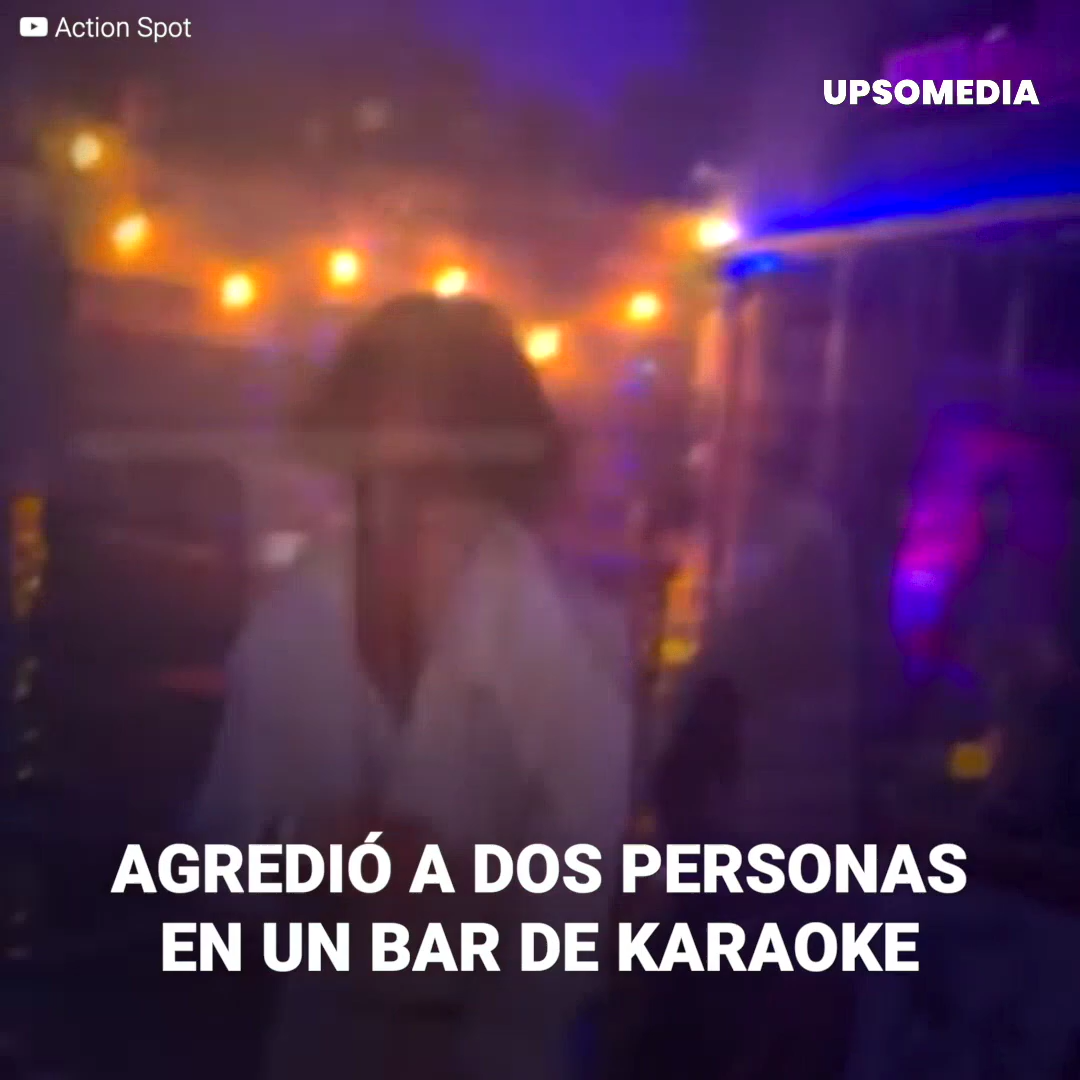 Action Spot
UPSOMEDIA
AGREDIÓ A DOS PERSONAS
EN UN BAR DE KARAOKE